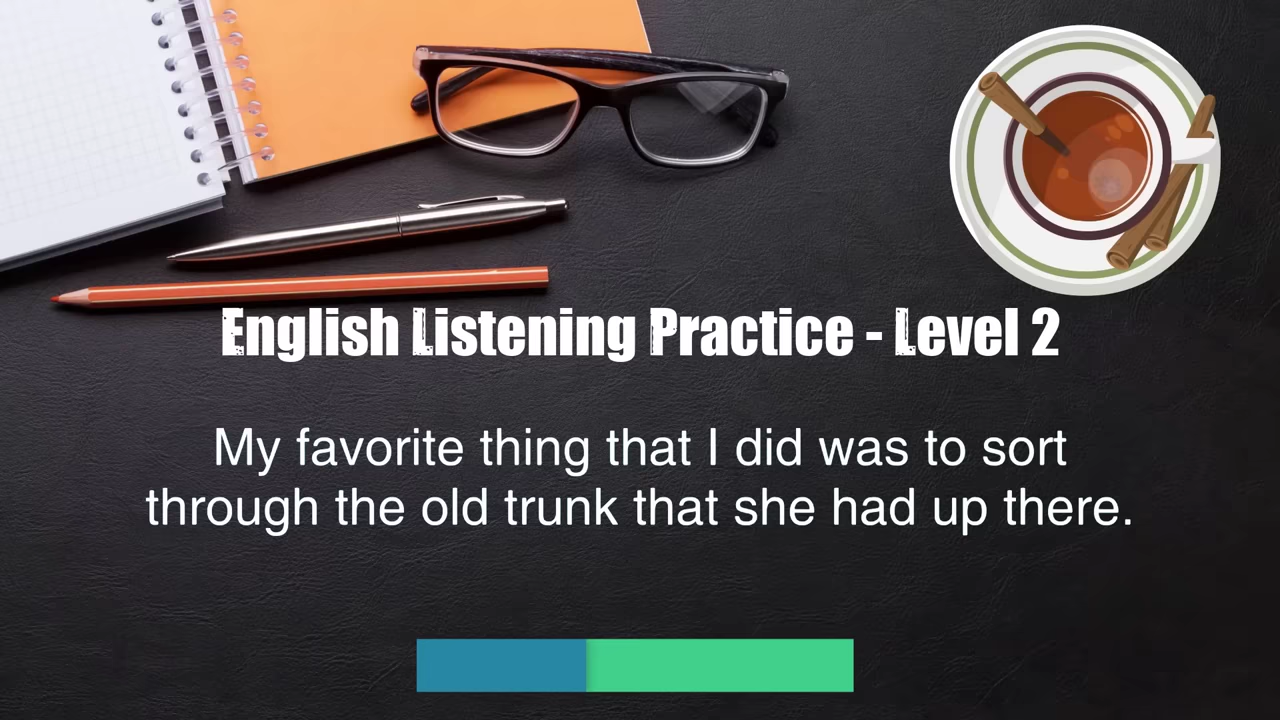 English Listening Practice - Level 2
My favorite thing that I did was to sort
through the old trunk that she had up there.